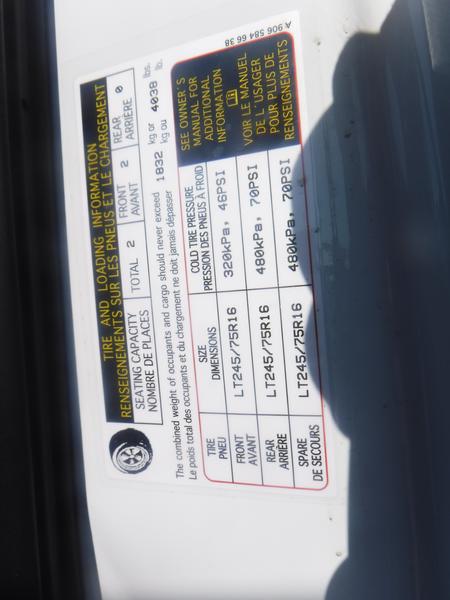 TIRE AND LOADING INFORMATION
RENSEIGNEMENTS SUR LES PNEUS ET LE CHARGEMENT
SEATING CAPACITY
NOMBRE DE PLACES
TOTAL 2
FRONT
AVANT 2
REAR
ARRIÈRE 0
The combined weight of occupants and cargo should never exceed 1832 kg or 4038 lbs.
Le poids total des occupants et du chargement ne doit jamais dépasser kg ou lb.
TIRE
PNEU
SIZE
DIMENSIONS
COLD TIRE PRESSURE
PRESSION DES PNEUS À FROID
FRONT
AVANT
LT245/75R16
320kPa, 46PSI
REAR
ARRIÈRE
LT245/75R16
480kPa, 70PSI
SPARE
DE SECOURS
LT245/75R16
480kPa, 70PSI
SEE OWNER'S
MANUAL FOR
ADDITIONAL
INFORMATION
VOIR LE MANUEL
DE L'USAGER
POUR PLUS DE
RENSEIGNEMENTS
A 906 584 66 38